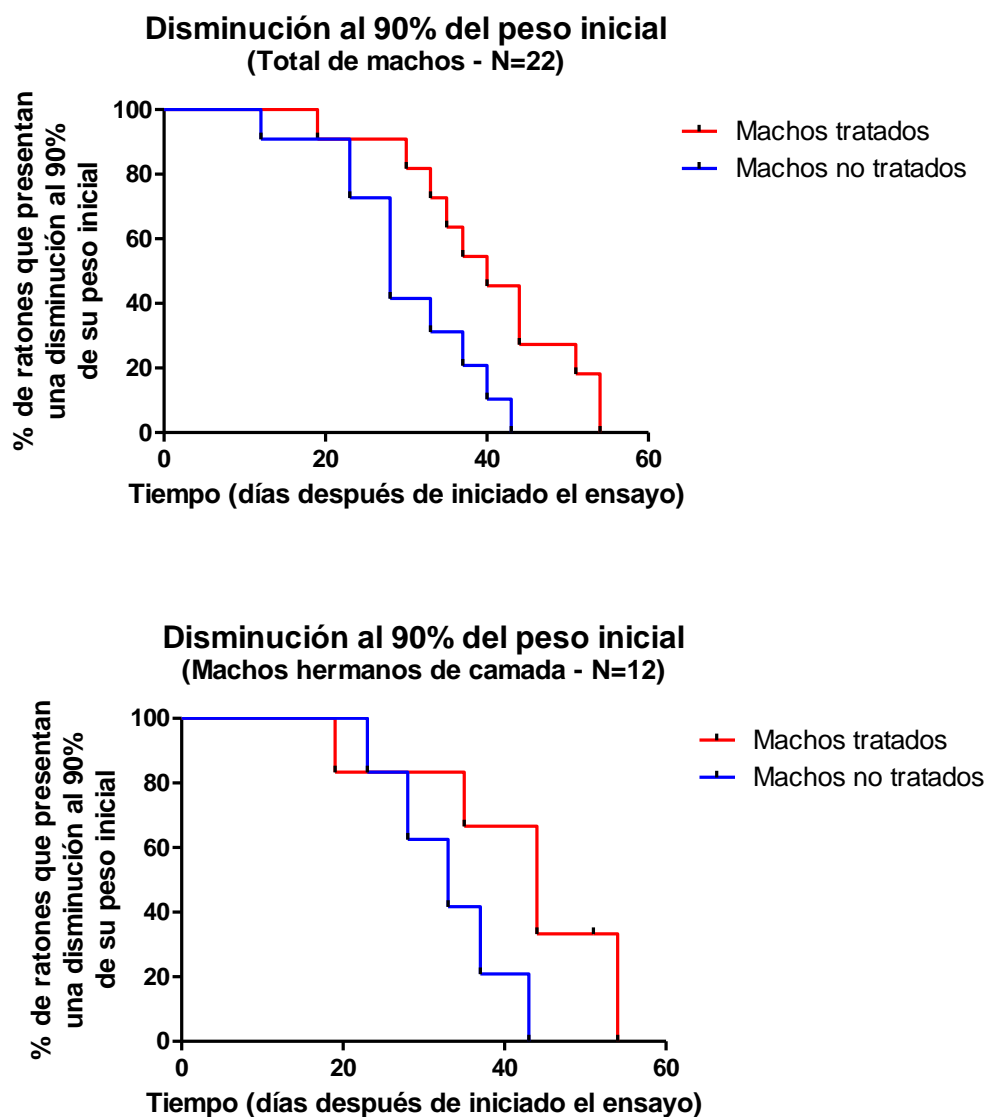 Disminución al 90% del peso inicial
(Total de machos - N=22)
% de ratones que presentan
una disminución al 90%
de su peso inicial
100
80
60
40
20
0
0 20 40 60
Tiempo (días después de iniciado el ensayo)
Machos tratados
Machos no tratados
Disminución al 90% del peso inicial
(Machos hermanos de camada - N=12)
% de ratones que presentan
una disminución al 90%
de su peso inicial
100
80
60
40
20
0
0 20 40 60
Tiempo (días después de iniciado el ensayo)
Machos tratados
Machos no tratados